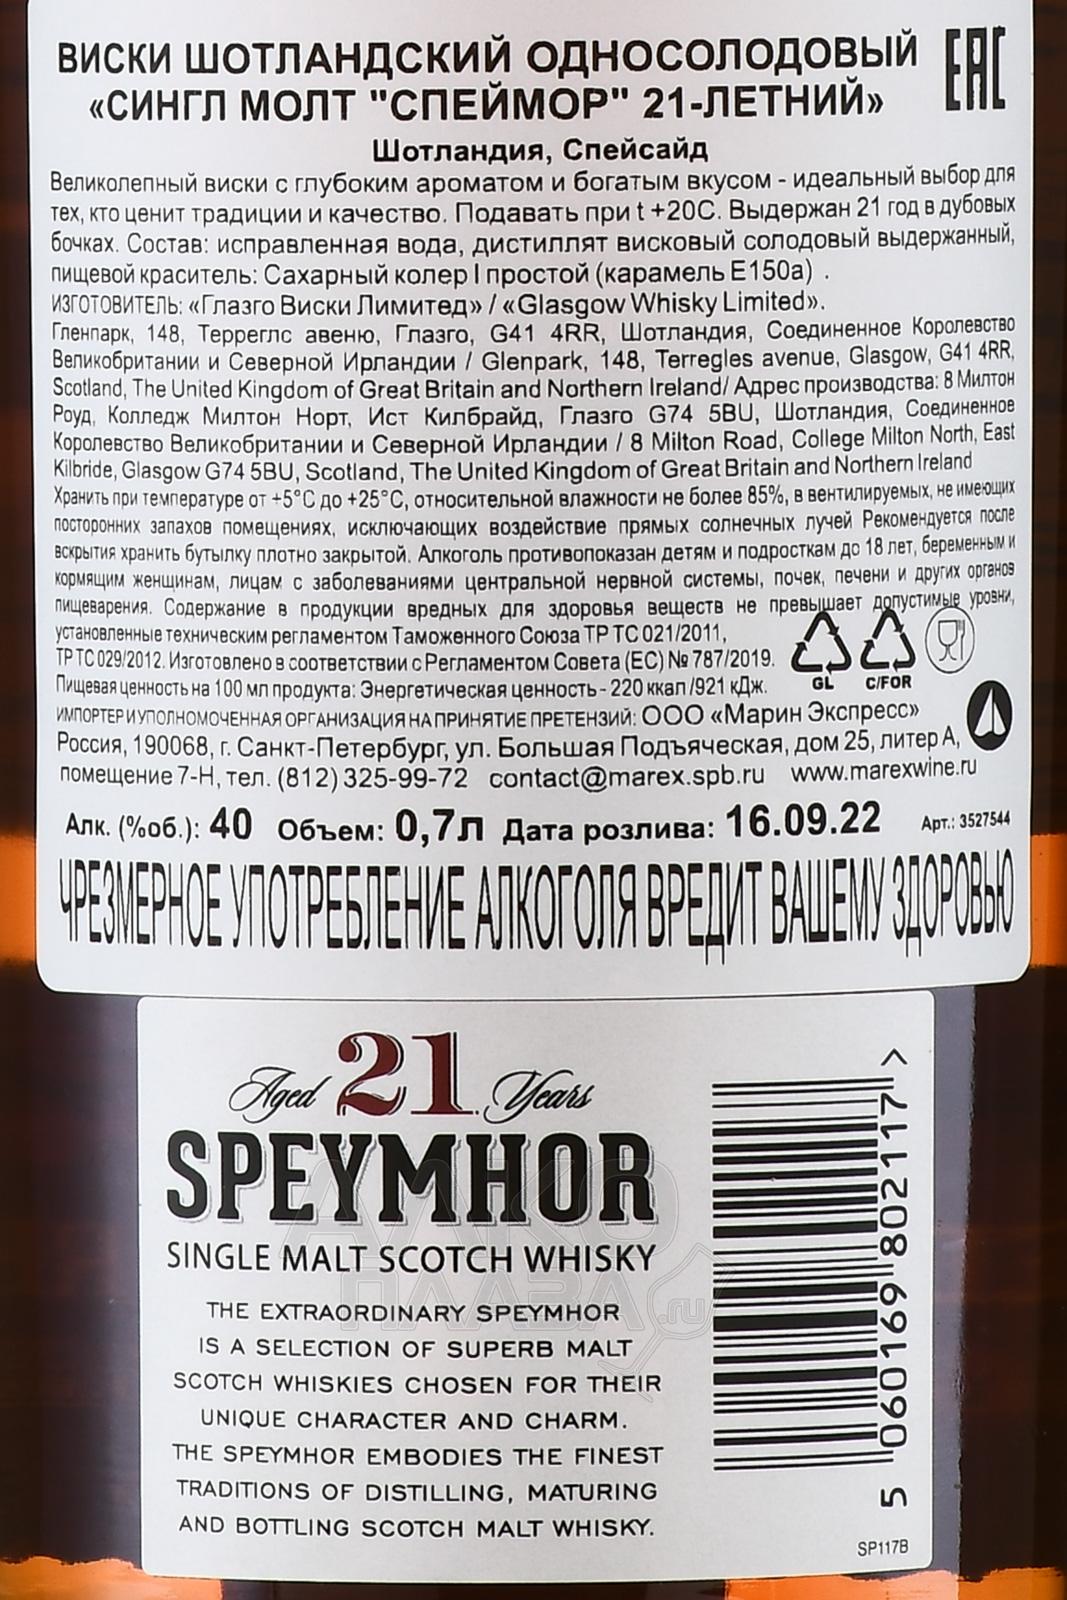 ВИСКИ ШОТЛАНДСКИЙ ОДНОСОЛОДОВЫЙ
«СИНГЛ МОЛТ "СПЕЙМОР" 21-ЛЕТНИЙ»
EAC
Шотландия, Спейсайд
Великолепный виски с глубоким ароматом и богатым вкусом - идеальный выбор для
тех, кто ценит традиции и качество. Подавать при t +20С. Выдержан 21 год в дубовых
бочках. Состав: исправленная вода, дистиллят висковый солодовый выдержанный,
пищевой краситель: Сахарный колер I простой (карамель Е150а) .
ИЗГОТОВИТЕЛЬ: «Глазго Виски Лимитед» / «Glasgow Whisky Limited».
Гленпарк, 148, Терреглс авеню, Глазго, G41 4RR, Шотландия, Соединенное Королевство
Великобритании и Северной Ирландии / Glenpark, 148, Terregles avenue, Glasgow, G41 4RR,
Scotland, The United Kingdom of Great Britain and Northern Ireland/ Адрес производства: 8 Милтон
Роуд, Колледж Милтон Норт, Ист Килбрайд, Глазго G74 5BU, Шотландия, Соединенное
Королевство Великобритании и Северной Ирландии / 8 Milton Road, College Milton North, East
Kilbride, Glasgow G74 5BU, Scotland, The United Kingdom of Great Britain and Northern Ireland
Хранить при температуре от +5°С до +25°С, относительной влажности не более 85%, в вентилируемых, не имеющих
посторонних запахов помещениях, исключающих воздействие прямых солнечных лучей Рекомендуется после
вскрытия хранить бутылку плотно закрытой. Алкоголь противопоказан детям и подросткам до 18 лет, беременным и
кормящим женщинам, лицам с заболеваниями центральной нервной системы, почек, печени и других органов
пищеварения. Содержание в продукции вредных для здоровья веществ не превышает допустимые уровни,
установленные техническим регламентом Таможенного Союза ТР ТС 021/2011,
ТР ТС 029/2012. Изготовлено в соответствии с Регламентом Совета (ЕС) № 787/2019.
GL C/FOR
Пищевая ценность на 100 мл продукта: Энергетическая ценность - 220 ккал /921 кДж.
ИМПОРТЕР И УПОЛНОМОЧЕННАЯ ОРГАНИЗАЦИЯ НА ПРИНЯТИЕ ПРЕТЕНЗИЙ: ООО «Марин Экспресс»
Россия, 190068, г. Санкт-Петербург, ул. Большая Подъяческая, дом 25, литер А,
помещение 7-Н, тел. (812) 325-99-72 contact@marex.spb.ru www.marexwine.ru
Алк. (%об.): 40 Объем: 0,7л Дата розлива: 16.09.22 Арт.: 3527544
ЧРЕЗМЕРНОЕ УПОТРЕБЛЕНИЕ АЛКОГОЛЯ ВРЕДИТ ВАШЕМУ ЗДОРОВЬЮ
Aged 21 Years
SPEYMHOR
SINGLE MALT SCOTCH WHISKY
THE EXTRAORDINARY SPEYMHOR
IS A SELECTION OF SUPERB MALT
SCOTCH WHISKIES CHOSEN FOR THEIR
UNIQUE CHARACTER AND CHARM.
THE SPEYMHOR EMBODIES THE FINEST
TRADITIONS OF DISTILLING, MATURING
AND BOTTLING SCOTCH MALT WHISKY.
5 060169 802117 >
SP117B
АЛКО
ПЛАЗА
.ru